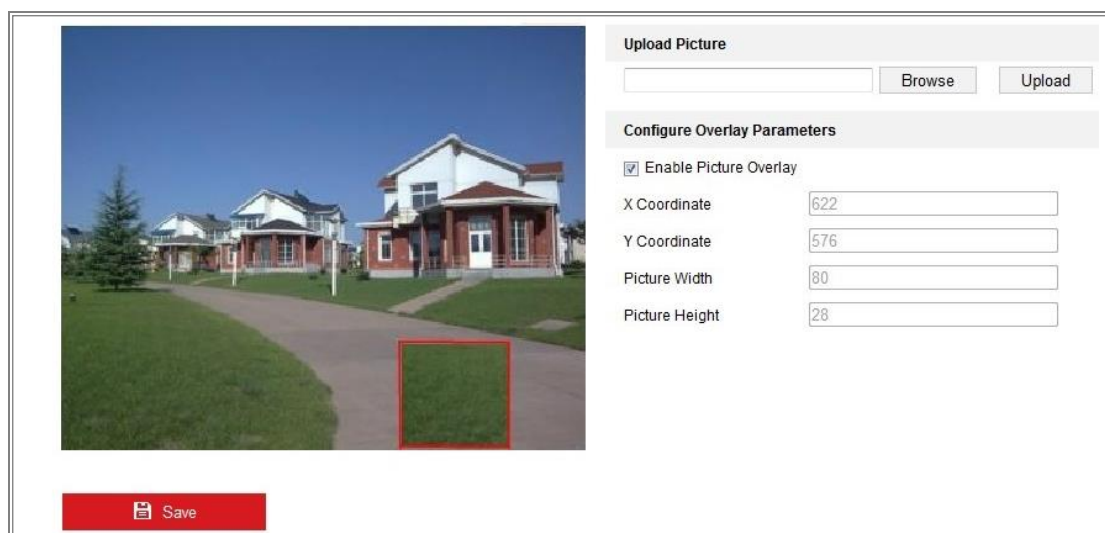 Upload Picture
Browse Upload
Configure Overlay Parameters
Enable Picture Overlay
X Coordinate 622
Y Coordinate 576
Picture Width 80
Picture Height 28
Save